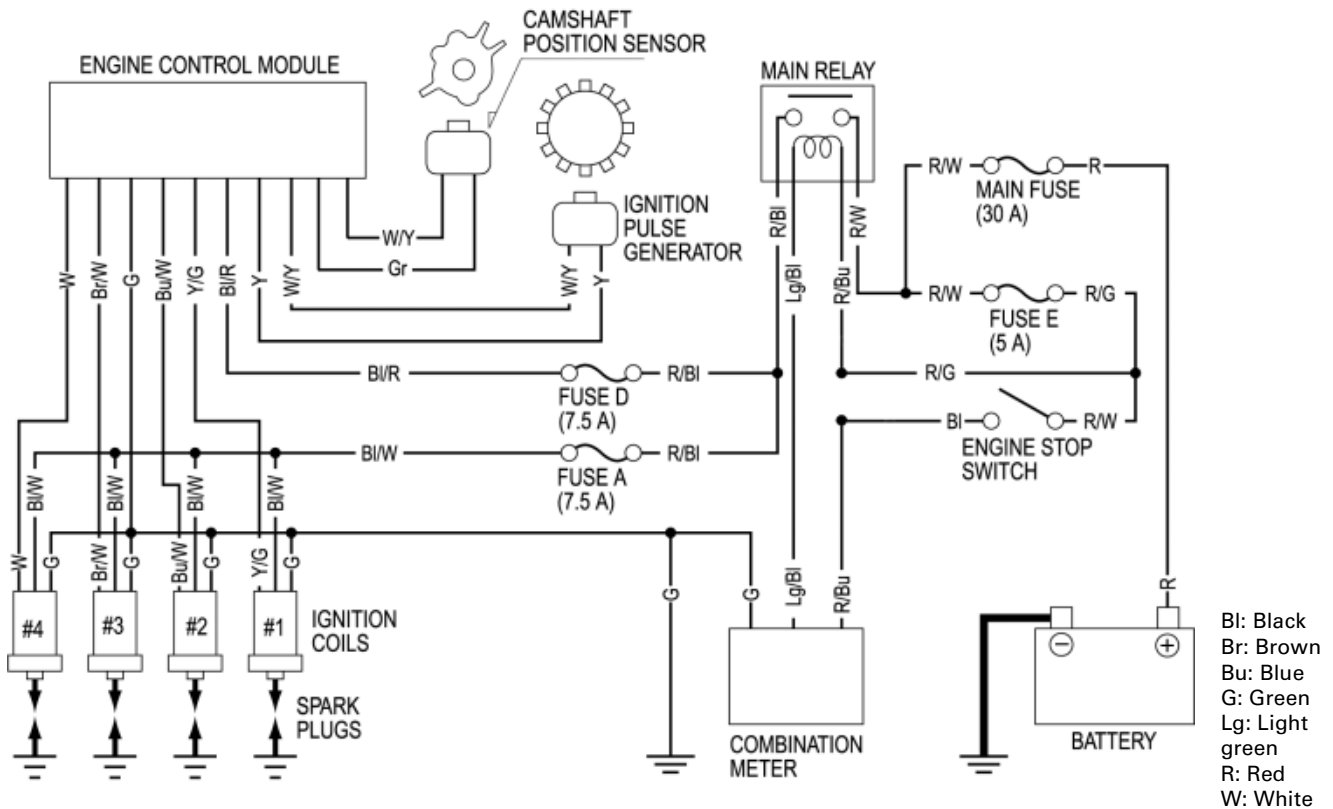 CAMSHAFT
POSITION SENSOR
ENGINE CONTROL MODULE
MAIN RELAY
R/W
R
MAIN FUSE
(30 A)
IGNITION
PULSE
GENERATOR
W/Y
Gr
W
Br/W
G
Bu/W
Y/G
Bl/R
Y
W/Y
W/Y
Y
R/Bl
Lg/Bl
R/Bu
R/W
R/W
R/G
FUSE E
(5 A)
Bl/R
R/Bl
FUSE D
(7.5 A)
R/G
Bl
R/W
ENGINE STOP
SWITCH
Bl/W
R/Bl
FUSE A
(7.5 A)
Bl/W
Bl/W
Bl/W
Bl/W
W
G
Br/W
G
Bu/W
G
Y/G
G
G
G
Lg/Bl
R/Bu
R
#4
#3
#2
#1
IGNITION
COILS
SPARK
PLUGS
COMBINATION
METER
−
+
BATTERY
Bl: Black
Br: Brown
Bu: Blue
G: Green
Lg: Light
green
R: Red
W: White